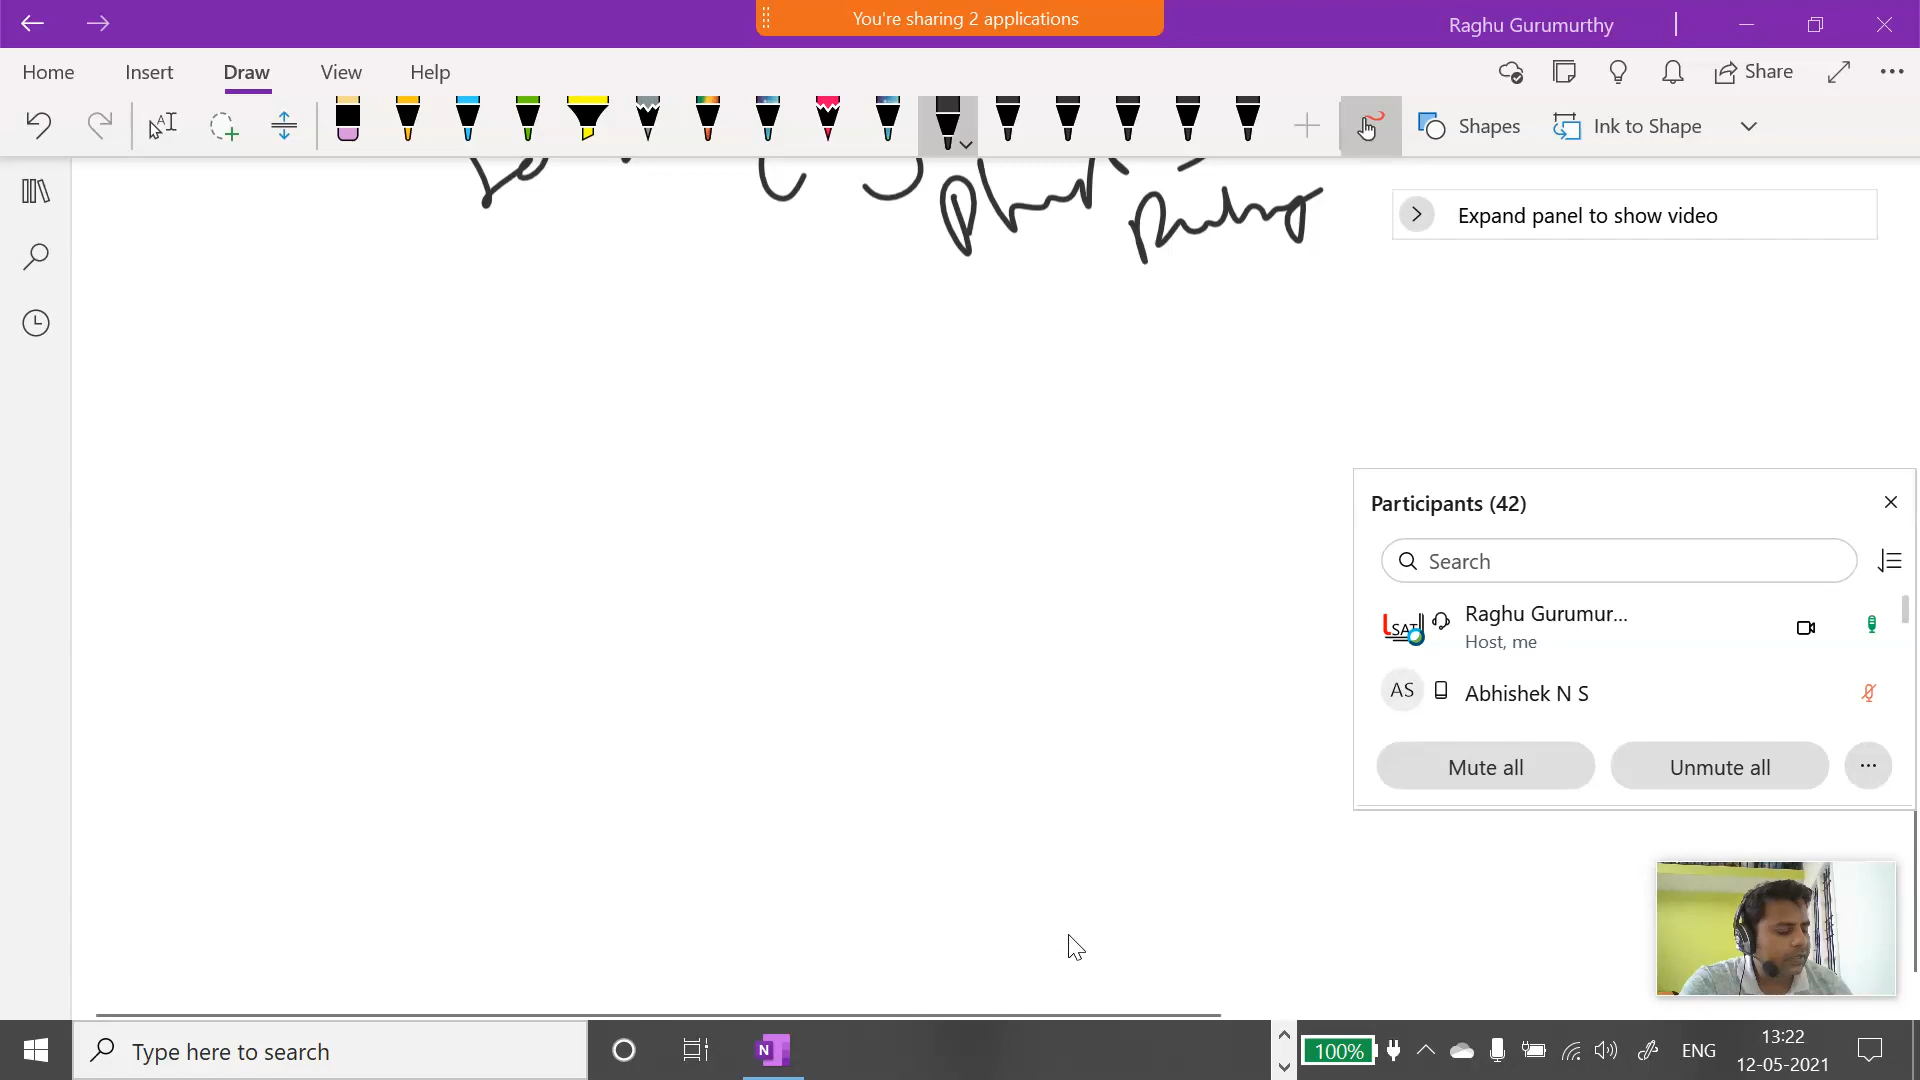 You're sharing 2 applications
Raghu Gurumurthy
Home Insert Draw View Help
Share
Shapes
Ink to Shape
Expand panel to show video
Participants (42)
Search
LSAT
Raghu Gurumur...
Host, me
AS
Abhishek N S
Mute all
Unmute all
Type here to search
N
100%
ENG
13:22
12-05-2021